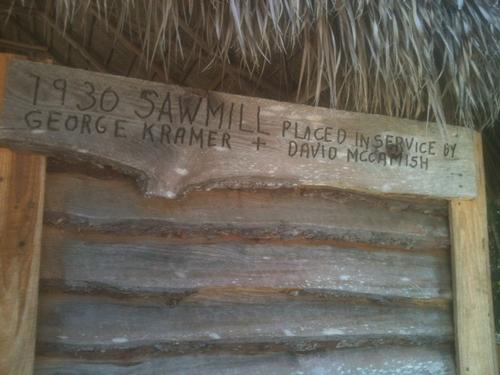 1930 SAWMILL PLACED IN SERVICE BY
GEORGE KRAMER + DAVID MCCAMISH